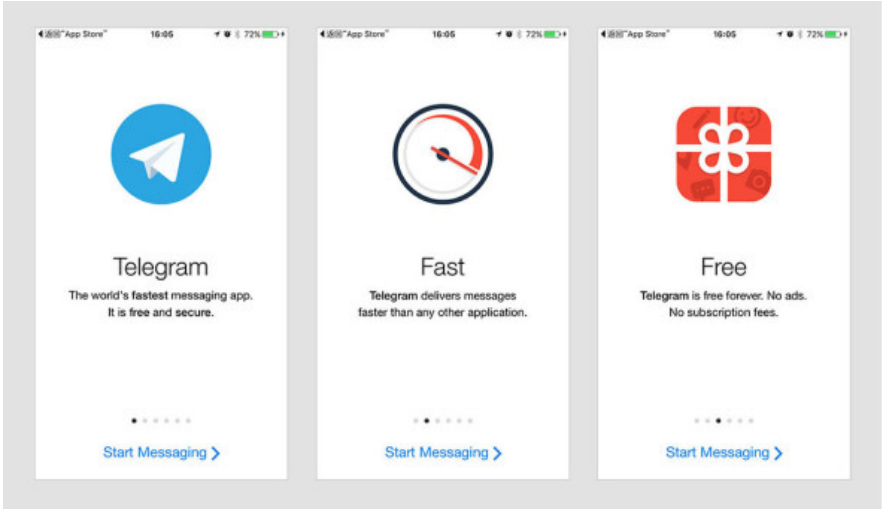 返回"App Store" 16:05 72%
Telegram
The world's fastest messaging app.
It is free and secure.
Start Messaging
返回"App Store" 16:05 72%
Fast
Telegram delivers messages
faster than any other application.
Start Messaging
返回"App Store" 16:05 72%
Free
Telegram is free forever. No ads.
No subscription fees.
Start Messaging